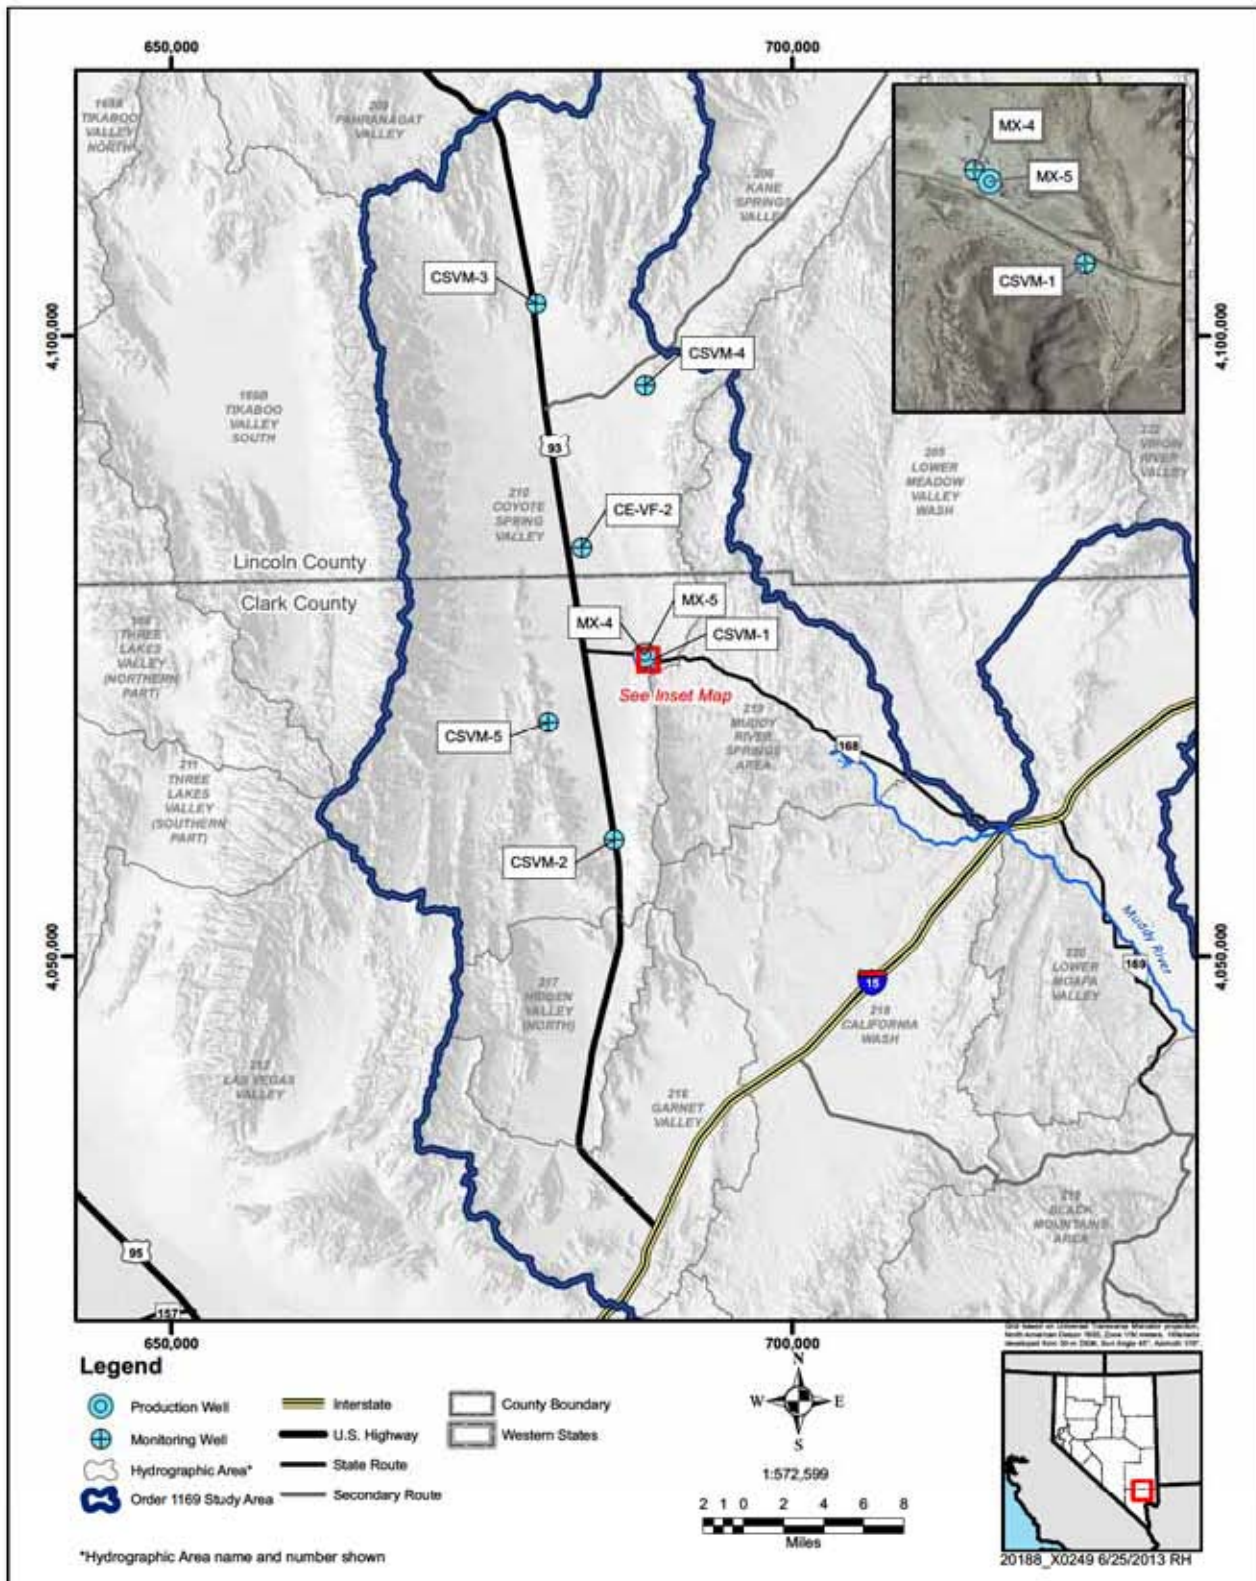 650,000
700,000
169A
TIKABOO
VALLEY
NORTH
209
PAHRANAGAT
VALLEY
206
KANE
SPRINGS
VALLEY
MX-4
MX-5
CSVM-1
CSVM-3
4,100,000
4,100,000
CSVM-4
169B
TIKABOO
VALLEY
SOUTH
93
222
VIRGIN
RIVER
VALLEY
205
LOWER
MEADOW
VALLEY
WASH
210
COYOTE
SPRING
VALLEY
CE-VF-2
Lincoln County
Clark County
MX-5
MX-4
CSVM-1
See Inset Map
168
THREE
LAKES
VALLEY
(NORTHERN
PART)
219
MUDDY
RIVER
SPRINGS
AREA
CSVM-5
168
211
THREE
LAKES
VALLEY
(SOUTHERN
PART)
CSVM-2
Muddy River
4,050,000
4,050,000
169
220
LOWER
MOAPA
VALLEY
15
217
HIDDEN
VALLEY
(NORTH)
218
CALIFORNIA
WASH
212
LAS VEGAS
VALLEY
216
GARNET
VALLEY
215
BLACK
MOUNTAINS
AREA
95
157
650,000
700,000
Legend
Production Well
Monitoring Well
Hydrographic Area*
Order 1169 Study Area
Interstate
U.S. Highway
State Route
Secondary Route
County Boundary
Western States
*Hydrographic Area name and number shown
N
W E
S
1:572,599
2 1 0 2 4 6 8
Miles
20188_X0249 6/25/2013 RH